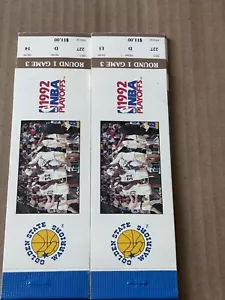 $11.00
227 D 14
ROUND 1 GAME 3
1992
NBA
PLAYOFFS
GOLDEN STATE
WARRIORS
$11.00
227 D 11
ROUND 1 GAME 3
1992
NBA
PLAYOFFS
GOLDEN STATE
WARRIORS